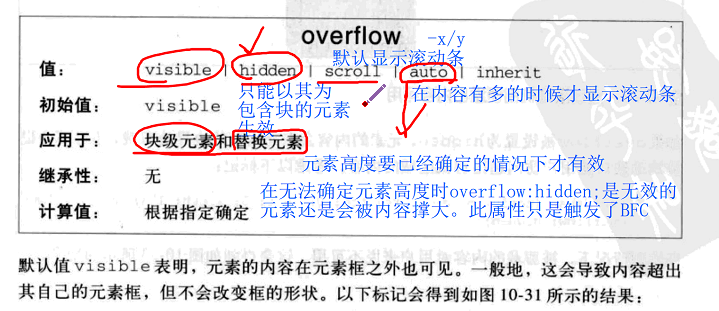 overflow -x/y
默认显示滚动条
值： visible | hidden | scroll | auto | inherit
只能以其为
包含块的元素
生效
在内容有多的时候才显示滚动条
初始值： visible
应用于： 块级元素和替换元素
元素高度要已经确定的情况下才有效
继承性： 无
在无法确定元素高度时overflow:hidden;是无效的
元素还是会被内容撑大。此属性只是触发了BFC
计算值： 根据指定确定
默认值visible表明，元素的内容在元素框之外也可见。一般地，这会导致内容超出
其自己的元素框，但不会改变框的形状。以下标记会得到如图 10-31 所示的结果：